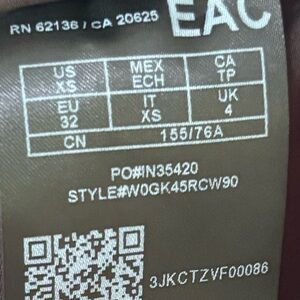 RN 62136 / CA 20625
EAC
US XS
MEX ECH
CA TP
EU 32
IT XS
UK 4
CN 155/76A
PO#IN35420
STYLE#W0GK45RCW90
3JKCTZVF00086